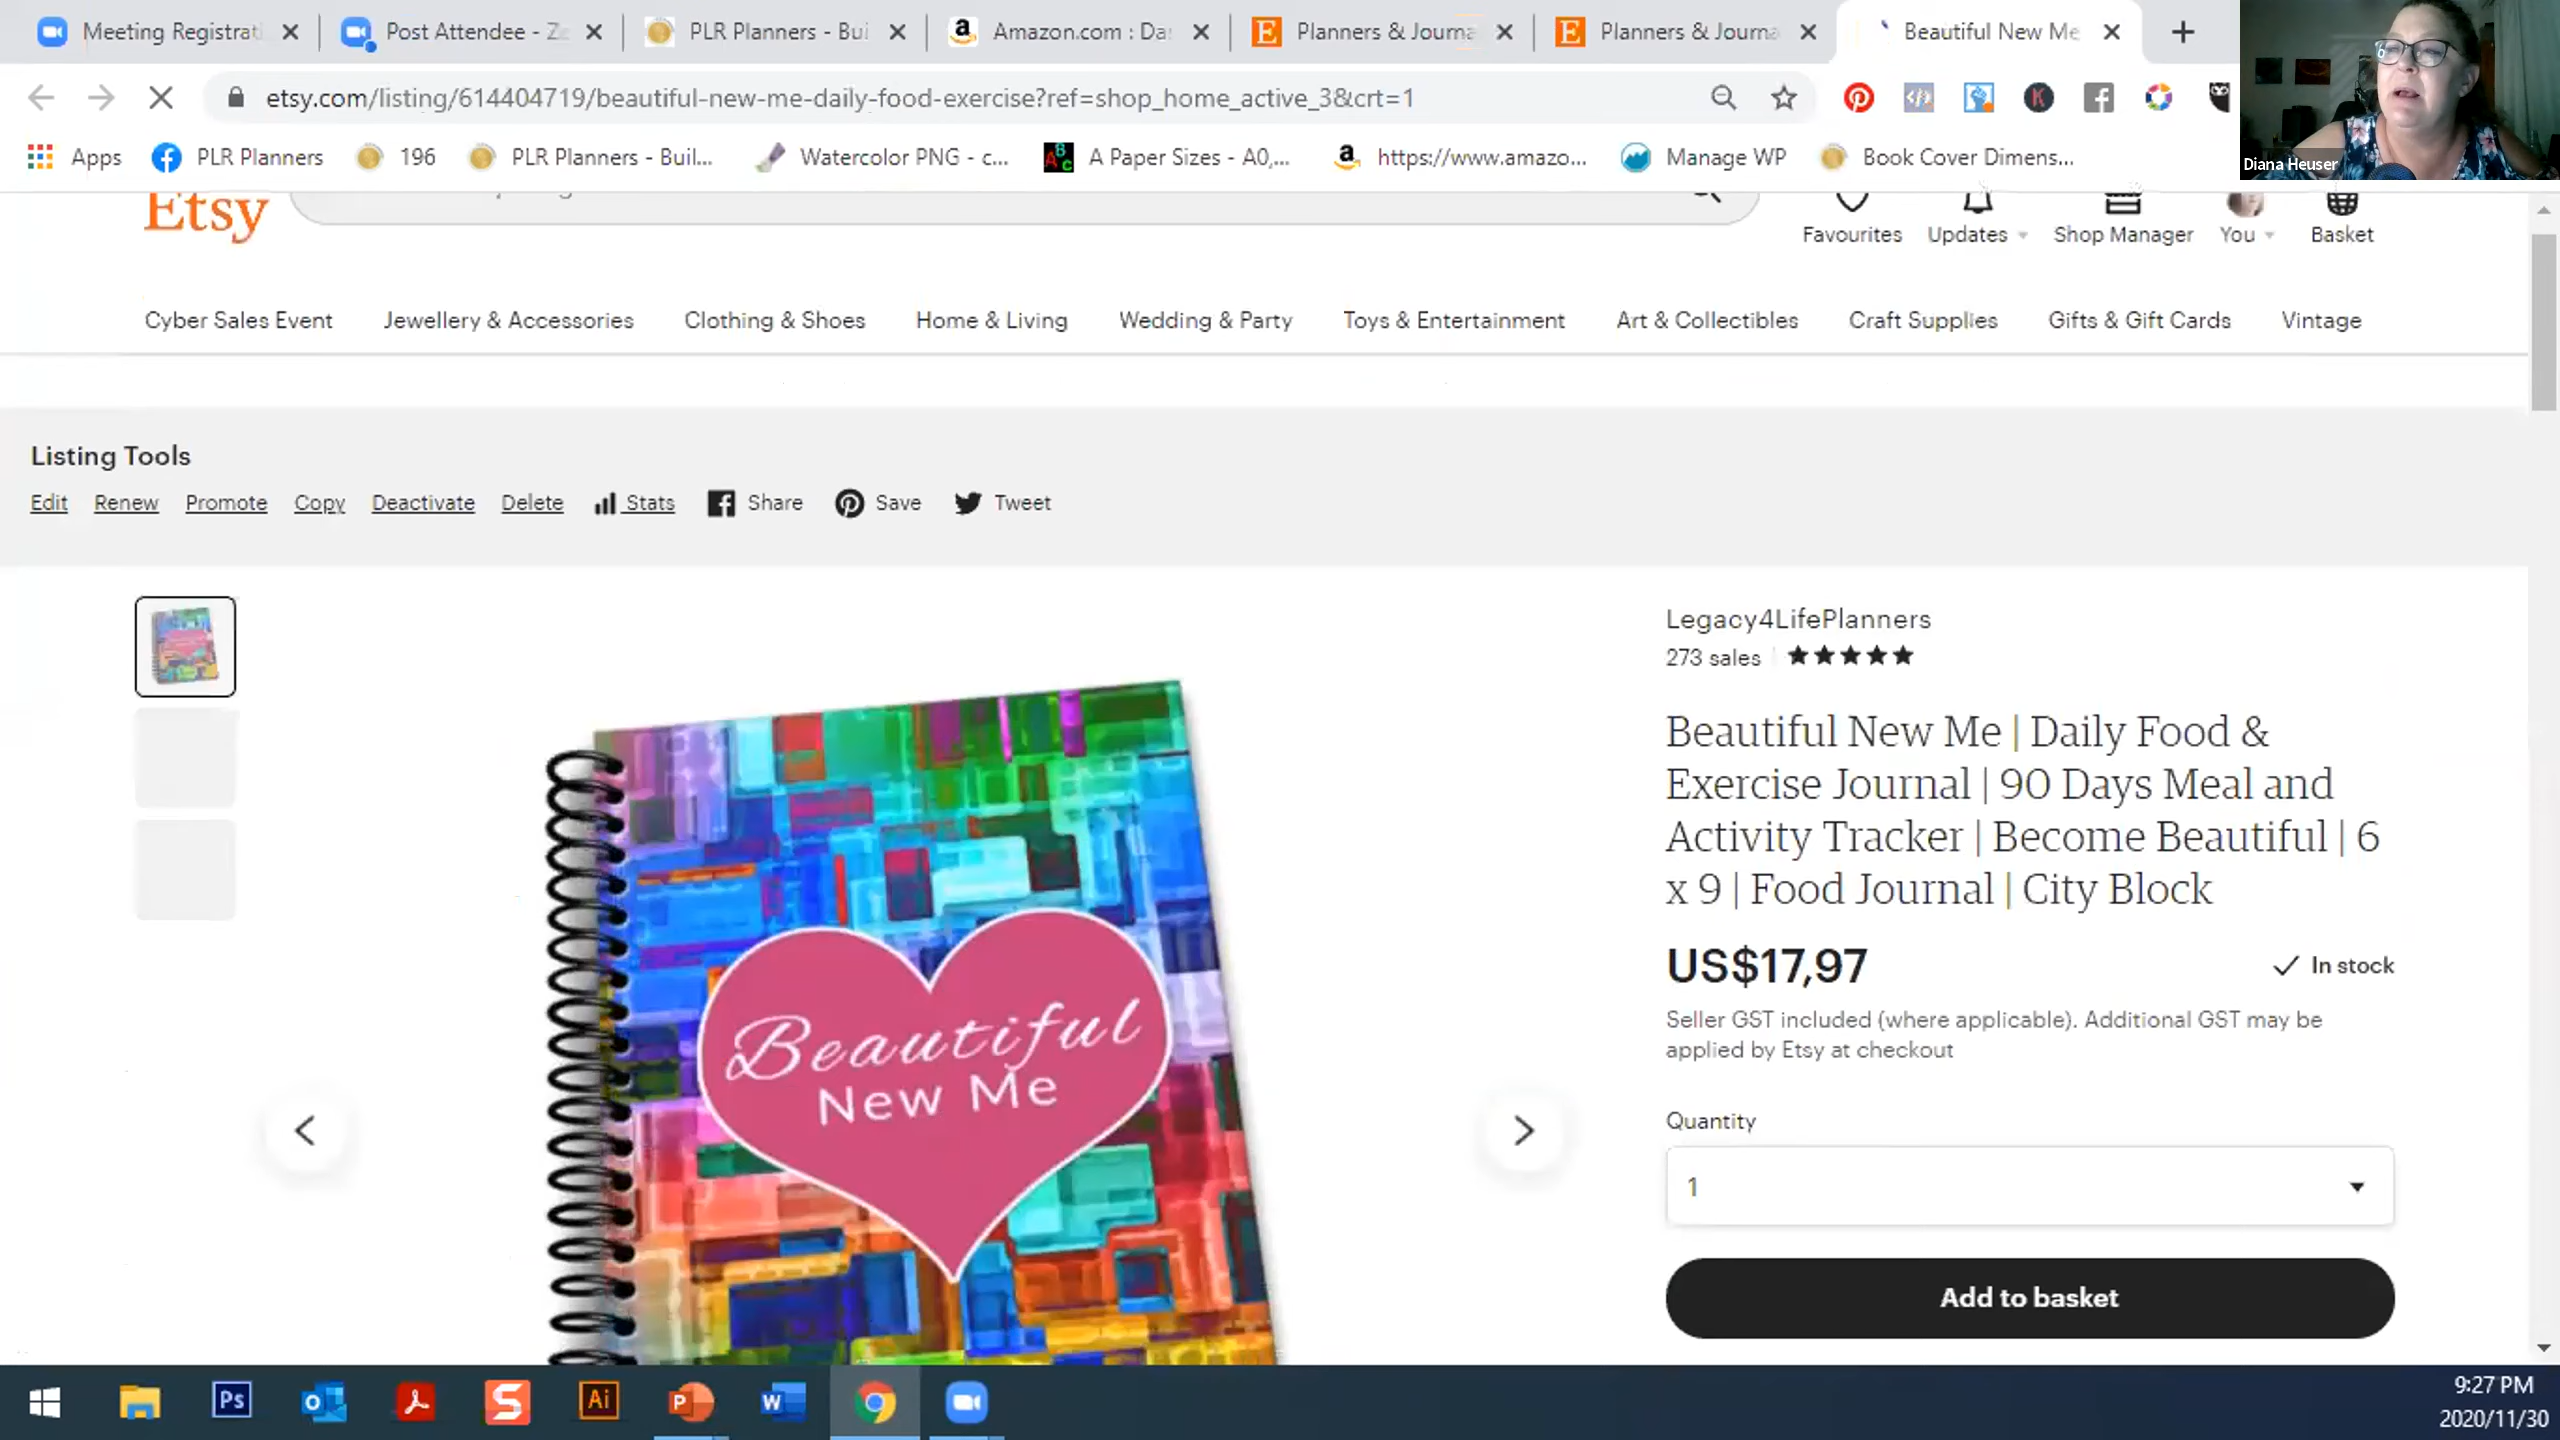 Meeting Registrati
Post Attendee - Zo
PLR Planners - Bui
Amazon.com : Da
Planners & Journa
Planners & Journa
Beautiful New Me
etsy.com/listing/614404719/beautiful-new-me-daily-food-exercise?ref=shop_home_active_3&crt=1
Diana Heuser
Apps
PLR Planners
196
PLR Planners - Buil...
Watercolor PNG - c...
A Paper Sizes - A0,...
https://www.amazo...
Manage WP
Book Cover Dimens...
Etsy
Favourites
Updates
Shop Manager
You
Basket
Cyber Sales Event
Jewellery & Accessories
Clothing & Shoes
Home & Living
Wedding & Party
Toys & Entertainment
Art & Collectibles
Craft Supplies
Gifts & Gift Cards
Vintage
Listing Tools
Edit
Renew
Promote
Copy
Deactivate
Delete
Stats
Share
Save
Tweet
Beautiful
New Me
Legacy4LifePlanners
273 sales
Beautiful New Me | Daily Food &
Exercise Journal | 90 Days Meal and
Activity Tracker | Become Beautiful | 6
x 9 | Food Journal | City Block
US$17,97
In stock
Seller GST included (where applicable). Additional GST may be
applied by Etsy at checkout
Quantity
1
Add to basket
9:27 PM
2020/11/30